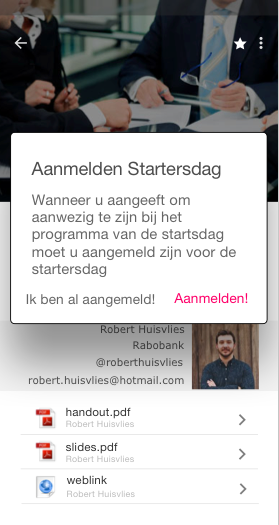 Aanmelden Startersdag
Wanneer u aangeeft om
aanwezig te zijn bij het
programma van de startsdag
moet u aangemeld zijn voor de
startersdag
Ik ben al aangemeld!
Aanmelden!
Robert Huisvlies
Rabobank
@roberthuisvlies
robert.huisvlies@hotmail.com
handout.pdf
Robert Huisvlies
slides.pdf
Robert Huisvlies
weblink
Robert Huisvlies